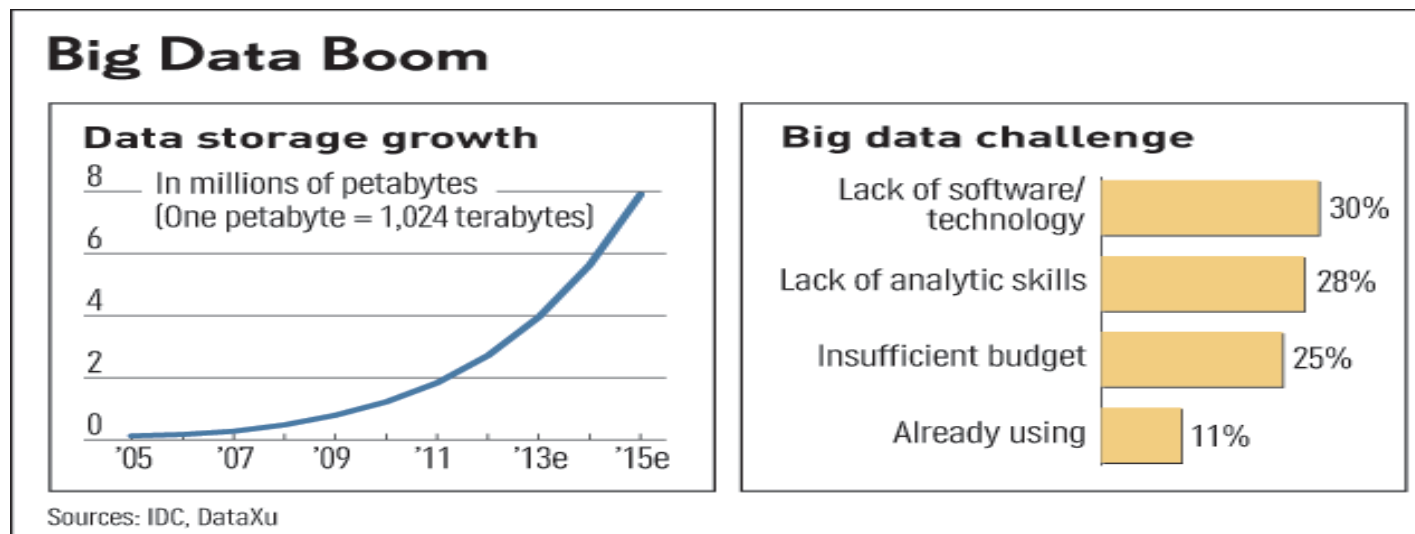 Big Data Boom
Data storage growth
8
In millions of petabytes
(One petabyte = 1,024 terabytes)
6
4
2
0
’05 ’07 ’09 ’11 ’13e ’15e
Big data challenge
Lack of software/
technology
30%
Lack of analytic skills
28%
Insufficient budget
25%
Already using
11%
Sources: IDC, DataXu